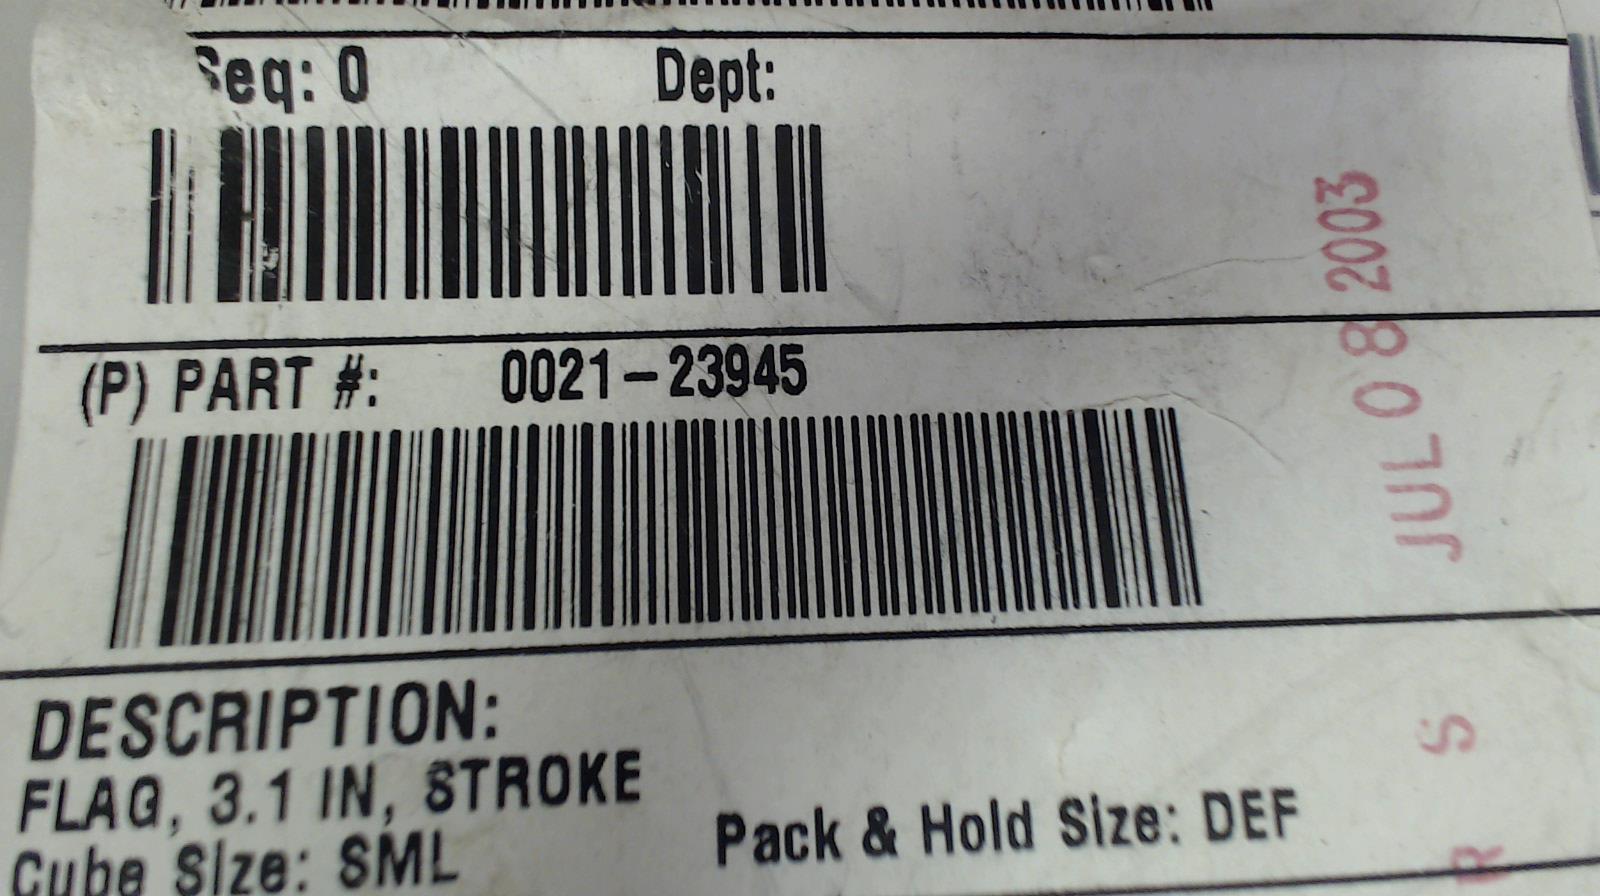 Seq: 0 Dept:
(P) PART #: 0021-23945
DESCRIPTION:
FLAG, 3.1 IN, STROKE
Cube Size: SML
Pack & Hold Size: DEF
JUL 08 2003
R S